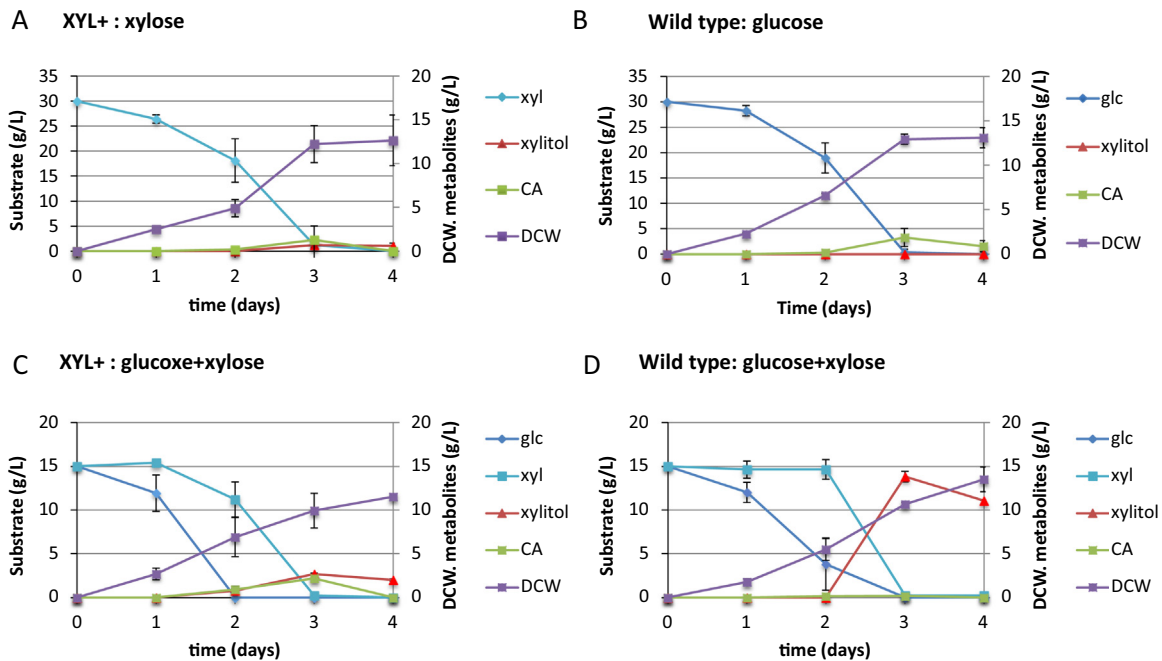 A XYL+ : xylose
35
30
25
20
15
10
5
0
Substrate (g/L)
20
15
10
5
0
DCW. metabolites (g/L)
0 1 2 3 4
time (days)
xyl
xylitol
CA
DCW
B Wild type: glucose
35
30
25
20
15
10
5
0
Substrate (g/L)
20
15
10
5
0
DCW. metabolites (g/L)
0 1 2 3 4
Time (days)
glc
xylitol
CA
DCW
C XYL+ : glucoxe+xylose
20
15
10
5
0
Substrate (g/L)
20
15
10
5
0
DCW. metabolites (g/L)
0 1 2 3 4
time (days)
glc
xyl
xylitol
CA
DCW
D Wild type: glucose+xylose
20
15
10
5
0
Substrate (g/L)
20
15
10
5
0
DCW. metabolites (g/L)
0 1 2 3 4
time (days)
glc
xyl
xylitol
CA
DCW